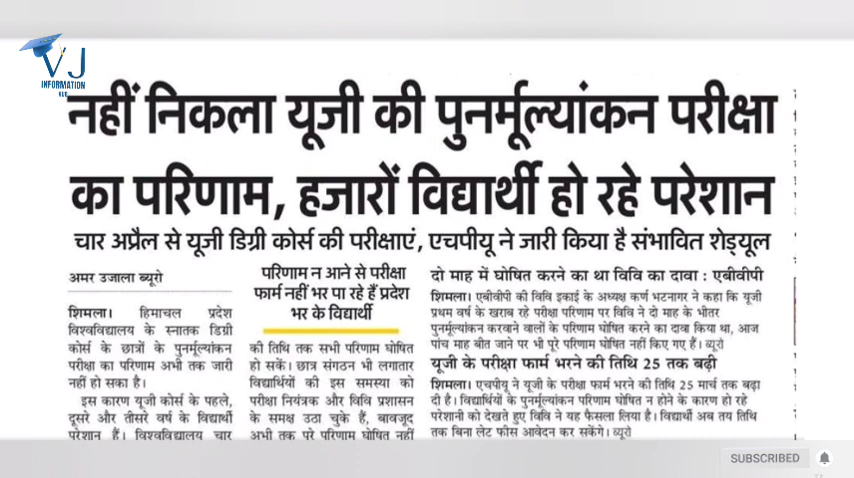 VJ
INFORMATION
नहीं निकला यूजी की पुनर्मूल्यांकन परीक्षा
का परिणाम, हजारों विद्यार्थी हो रहे परेशान
चार अप्रैल से यूजी डिग्री कोर्स की परीक्षाएं, एचपीयू ने जारी किया है संभावित शेड्यूल
अमर उजाला ब्यूरो
शिमला। हिमाचल प्रदेश
विश्वविद्यालय के स्नातक डिग्री
कोर्स के छात्रों के पुनर्मूल्यांकन
परीक्षा का परिणाम अभी तक जारी
नहीं हो सका है।
इस कारण यूजी कोर्स के पहले,
दूसरे और तीसरे वर्ष के विद्यार्थी
परेशान हैं। विश्वविद्यालय चार
परिणाम न आने से परीक्षा
फार्म नहीं भर पा रहे हैं प्रदेश
भर के विद्यार्थी
की तिथि तक सभी परिणाम घोषित
हो सकें। छात्र संगठन भी लगातार
विद्यार्थियों की इस समस्या को
परीक्षा नियंत्रक और विवि प्रशासन
के समक्ष उठा चुके हैं, बावजूद
अभी तक पूरे परिणाम घोषित नहीं
दो माह में घोषित करने का था विवि का दावा : एबीवीपी
शिमला। एबीवीपी की विवि इकाई के अध्यक्ष कर्ण भटनागर ने कहा कि यूजी
प्रथम वर्ष के खराब रहे परीक्षा परिणाम पर विवि ने दो माह के भीतर
पुनर्मूल्यांकन करवाने वालों के परिणाम घोषित करने का दावा किया था, आज
पांच माह बीत जाने पर भी पूरे परिणाम घोषित नहीं किए गए हैं। ब्यूरो
यूजी के परीक्षा फार्म भरने की तिथि 25 तक बढ़ी
शिमला। एचपीयू ने यूजी के परीक्षा फार्म भरने की तिथि 25 मार्च तक बढ़ा
दी है। विद्यार्थियों के पुनर्मूल्यांकन परिणाम घोषित न होने के कारण हो रहे
परेशानी को देखते हुए विवि ने यह फैसला लिया है। विद्यार्थी अब तय तिथि
तक बिना लेट फीस आवेदन कर सकेंगे। ब्यूरो
SUBSCRIBED